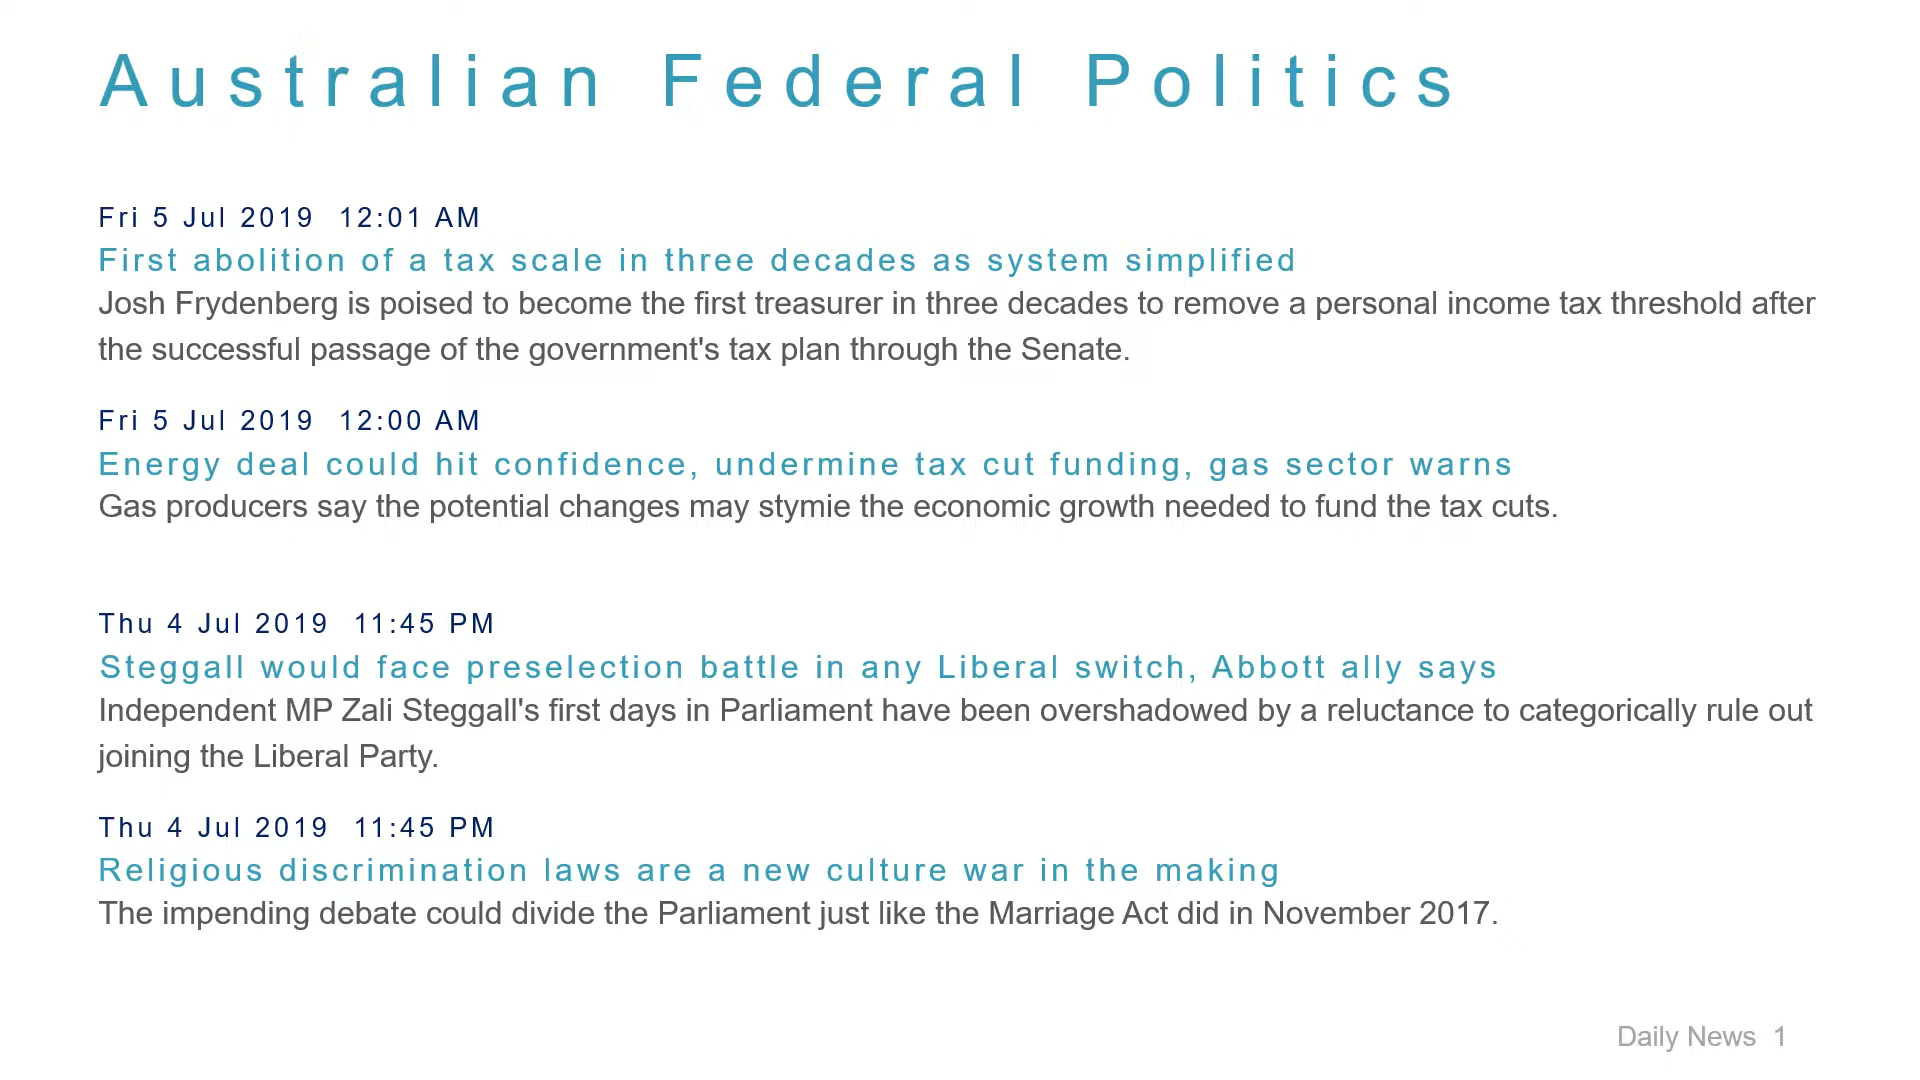 Australian Federal Politics
Fri 5 Jul 2019 12:01 AM
First abolition of a tax scale in three decades as system simplified
Josh Frydenberg is poised to become the first treasurer in three decades to remove a personal income tax threshold after
the successful passage of the government's tax plan through the Senate.
Fri 5 Jul 2019 12:00 AM
Energy deal could hit confidence, undermine tax cut funding, gas sector warns
Gas producers say the potential changes may stymie the economic growth needed to fund the tax cuts.
Thu 4 Jul 2019 11:45 PM
Steggall would face preselection battle in any Liberal switch, Abbott ally says
Independent MP Zali Steggall's first days in Parliament have been overshadowed by a reluctance to categorically rule out
joining the Liberal Party.
Thu 4 Jul 2019 11:45 PM
Religious discrimination laws are a new culture war in the making
The impending debate could divide the Parliament just like the Marriage Act did in November 2017.
Daily News 1